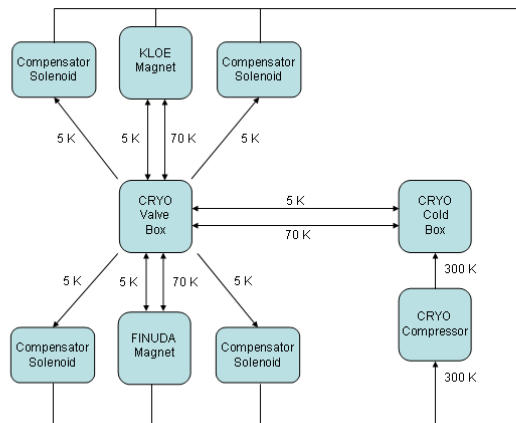 KLOE
Magnet
Compensator
Solenoid
Compensator
Solenoid
5 K
5 K
70 K
5 K
CRYO
Valve
Box
5 K
70 K
CRYO
Cold
Box
5 K
5 K
70 K
5 K
300 K
CRYO
Compressor
Compensator
Solenoid
FINUDA
Magnet
Compensator
Solenoid
300 K